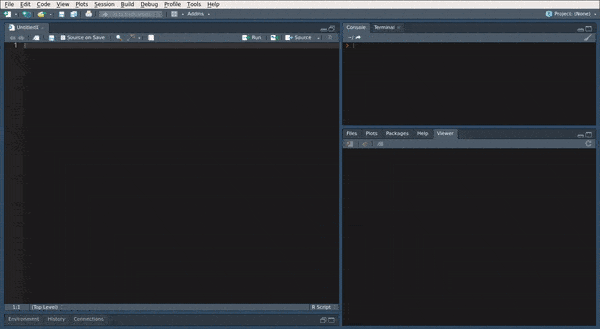 File Edit Code View Plots Session Build Debug Profile Tools Help
Addins
Project: (None)
Untitled1
Source on Save
Run
Source
1
1:1 (Top Level) R Script
Environment History Connections
Console Terminal
~/
>
Files Plots Packages Help Viewer